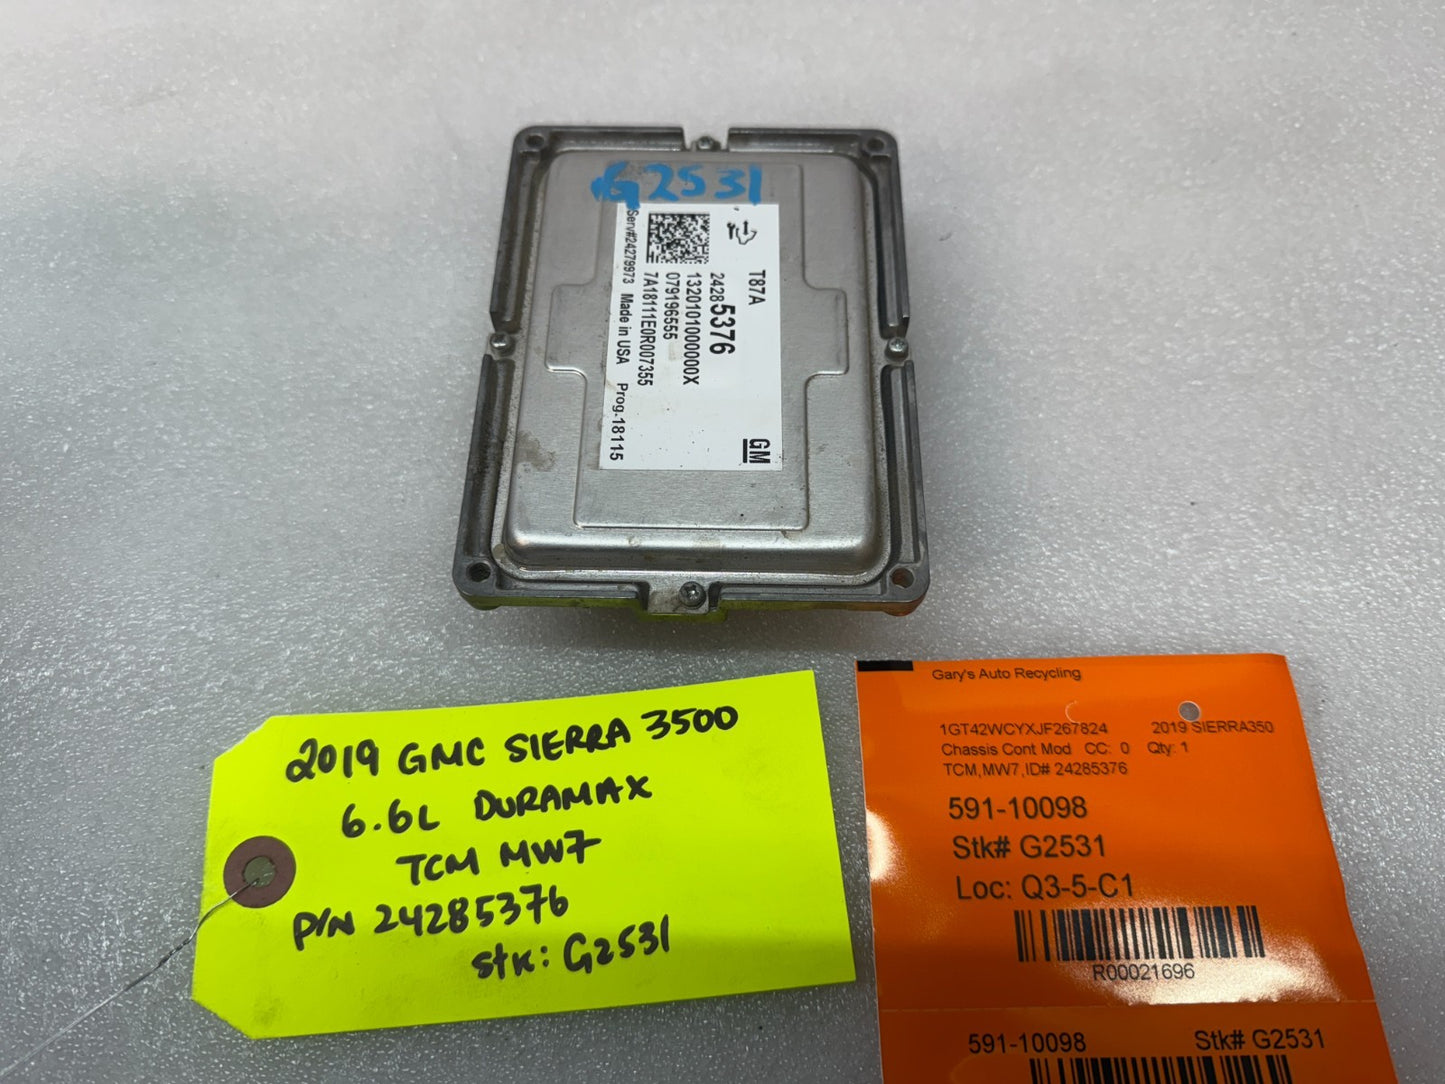 G2531
T87A
24285376
13201010000000X
079196555
7A18111E0R007355
Serv#24279973 Made in USA Prog-18115
GM
2019 GMC SIERRA 3500
6.6L DURAMAX
TCM MW7
P/N 24285376
stk: G2531
Gary's Auto Recycling
1GT42WCYXJF267824 2019 SIERRA350
Chassis Cont Mod CC: 0 Qty: 1
TCM,MW7,ID# 24285376
591-10098
Stk# G2531
Loc: Q3-5-C1
R00021696
591-10098 Stk# G2531